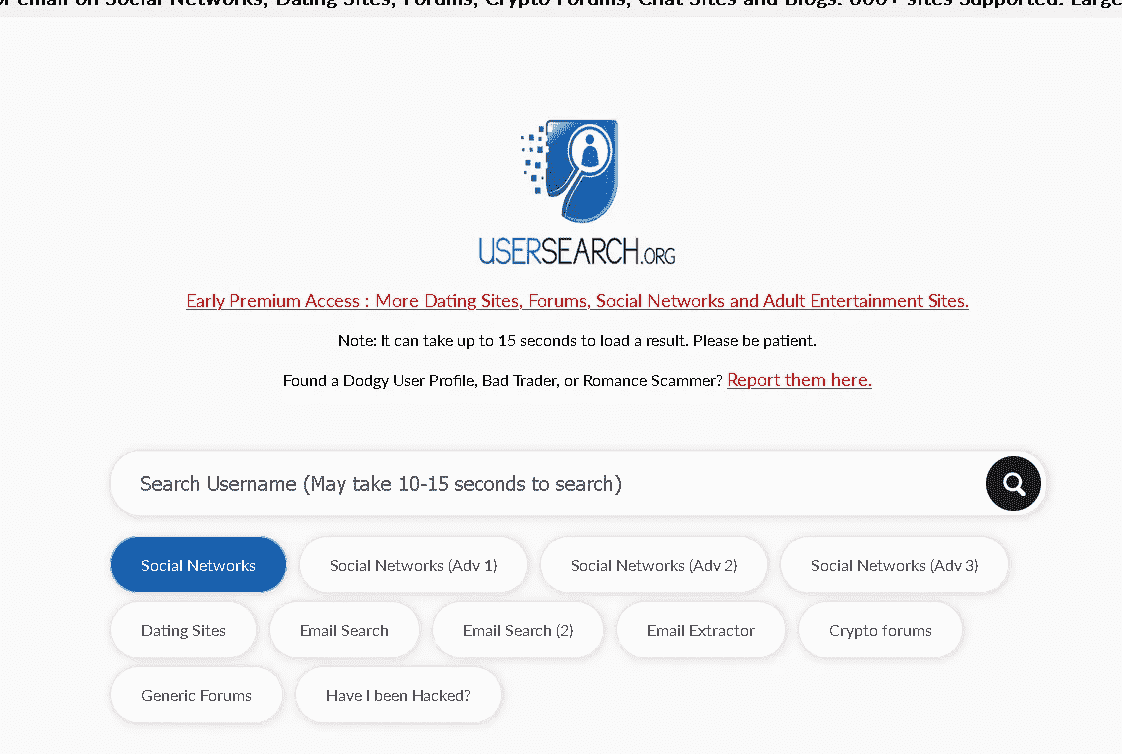 or email on Social Networks, Dating Sites, Forums, Crypto Forums, Chat Sites and Blogs. 600+ sites Supported. Large
USERSEARCH.ORG
Early Premium Access : More Dating Sites, Forums, Social Networks and Adult Entertainment Sites.
Note: It can take up to 15 seconds to load a result. Please be patient.
Found a Dodgy User Profile, Bad Trader, or Romance Scammer? Report them here.
Search Username (May take 10-15 seconds to search)
Social Networks Social Networks (Adv 1) Social Networks (Adv 2) Social Networks (Adv 3)
Dating Sites Email Search Email Search (2) Email Extractor Crypto forums
Generic Forums Have I been Hacked?